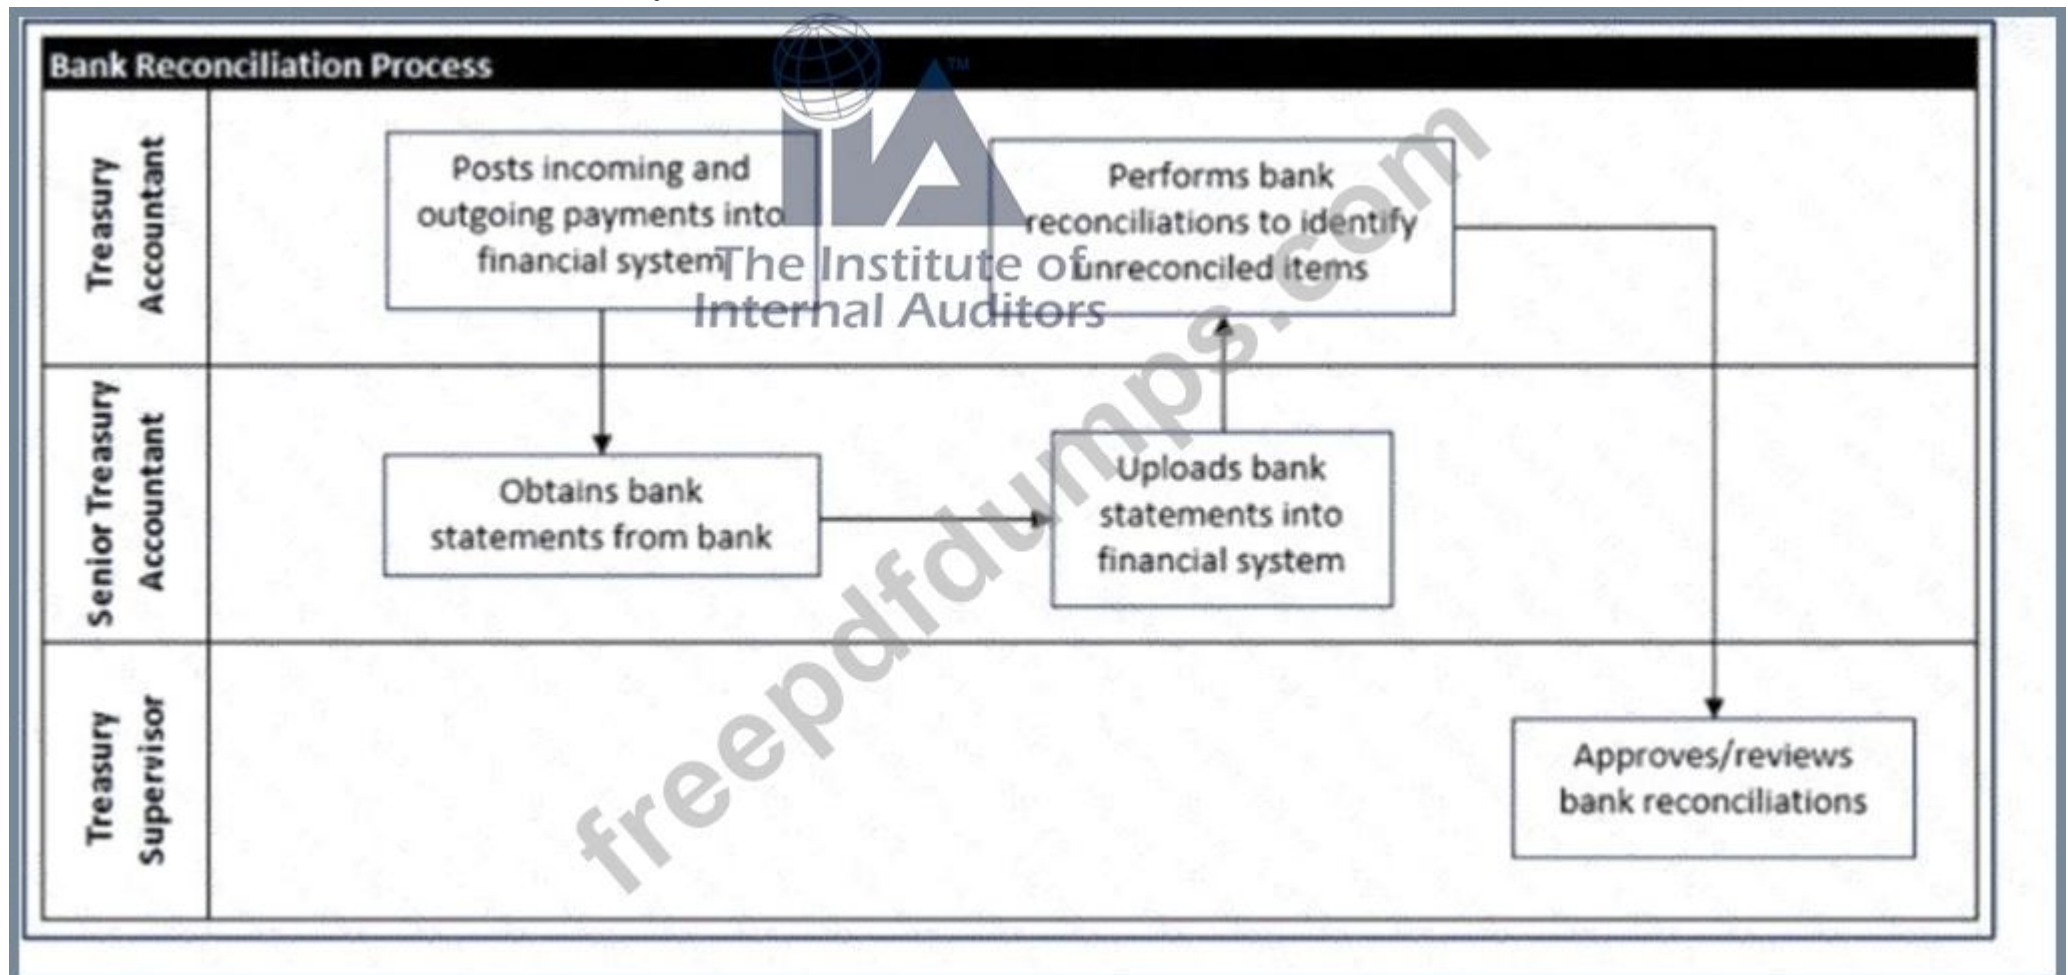 Bank Reconciliation Process
TM
Treasury
Accountant
Posts incoming and
outgoing payments into
financial system
Performs bank
reconciliations to identify
unreconciled items
IIA
The Institute of
Internal Auditors
Senior Treasury
Accountant
Obtains bank
statements from bank
Uploads bank
statements into
financial system
Treasury
Supervisor
Approves/reviews
bank reconciliations
freepdfdumps.com